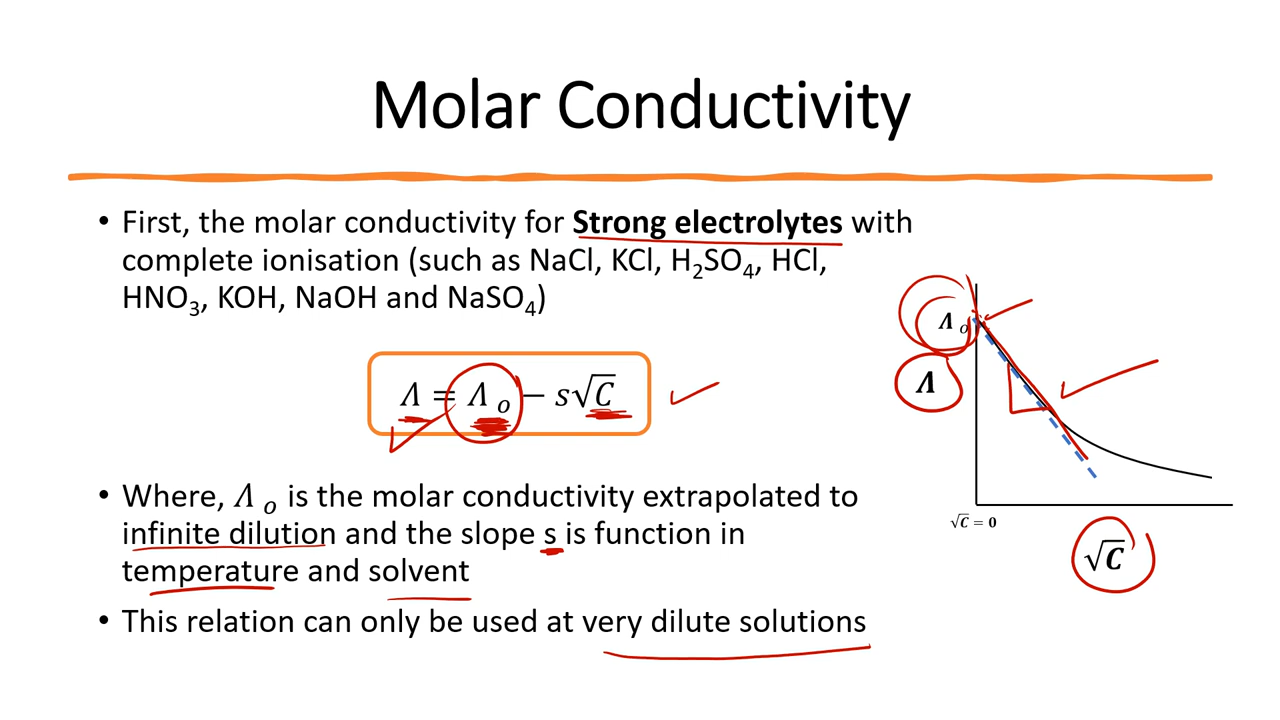 Molar Conductivity
• First, the molar conductivity for Strong electrolytes with
complete ionisation (such as NaCl, KCl, H₂SO₄, HCl,
HNO₃, KOH, NaOH and NaSO₄)
Λ = Λₒ − s√C
• Where, Λₒ is the molar conductivity extrapolated to
infinite dilution and the slope s is function in
temperature and solvent
• This relation can only be used at very dilute solutions
Λₒ
Λ
√C = 0
√C